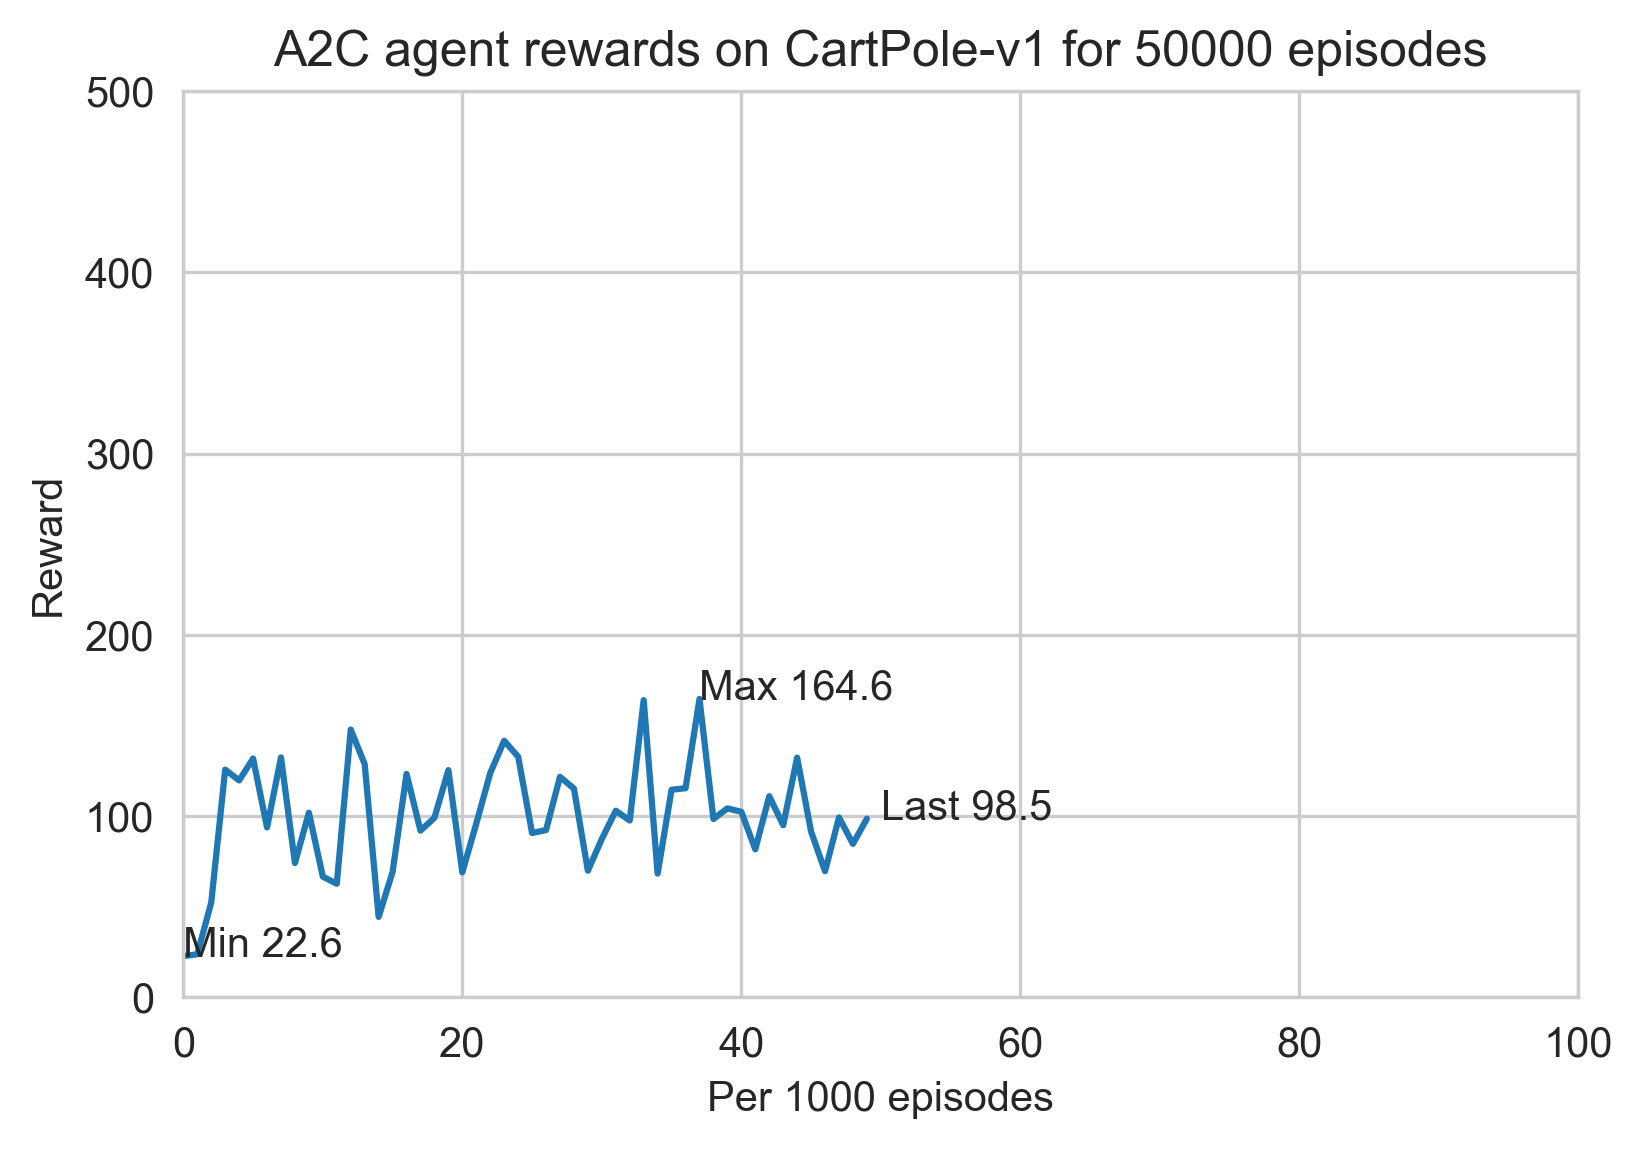 A2C agent rewards on CartPole-v1 for 50000 episodes
500
400
300
200
100
0
Reward
Max 164.6
Last 98.5
Min 22.6
0 20 40 60 80 100
Per 1000 episodes